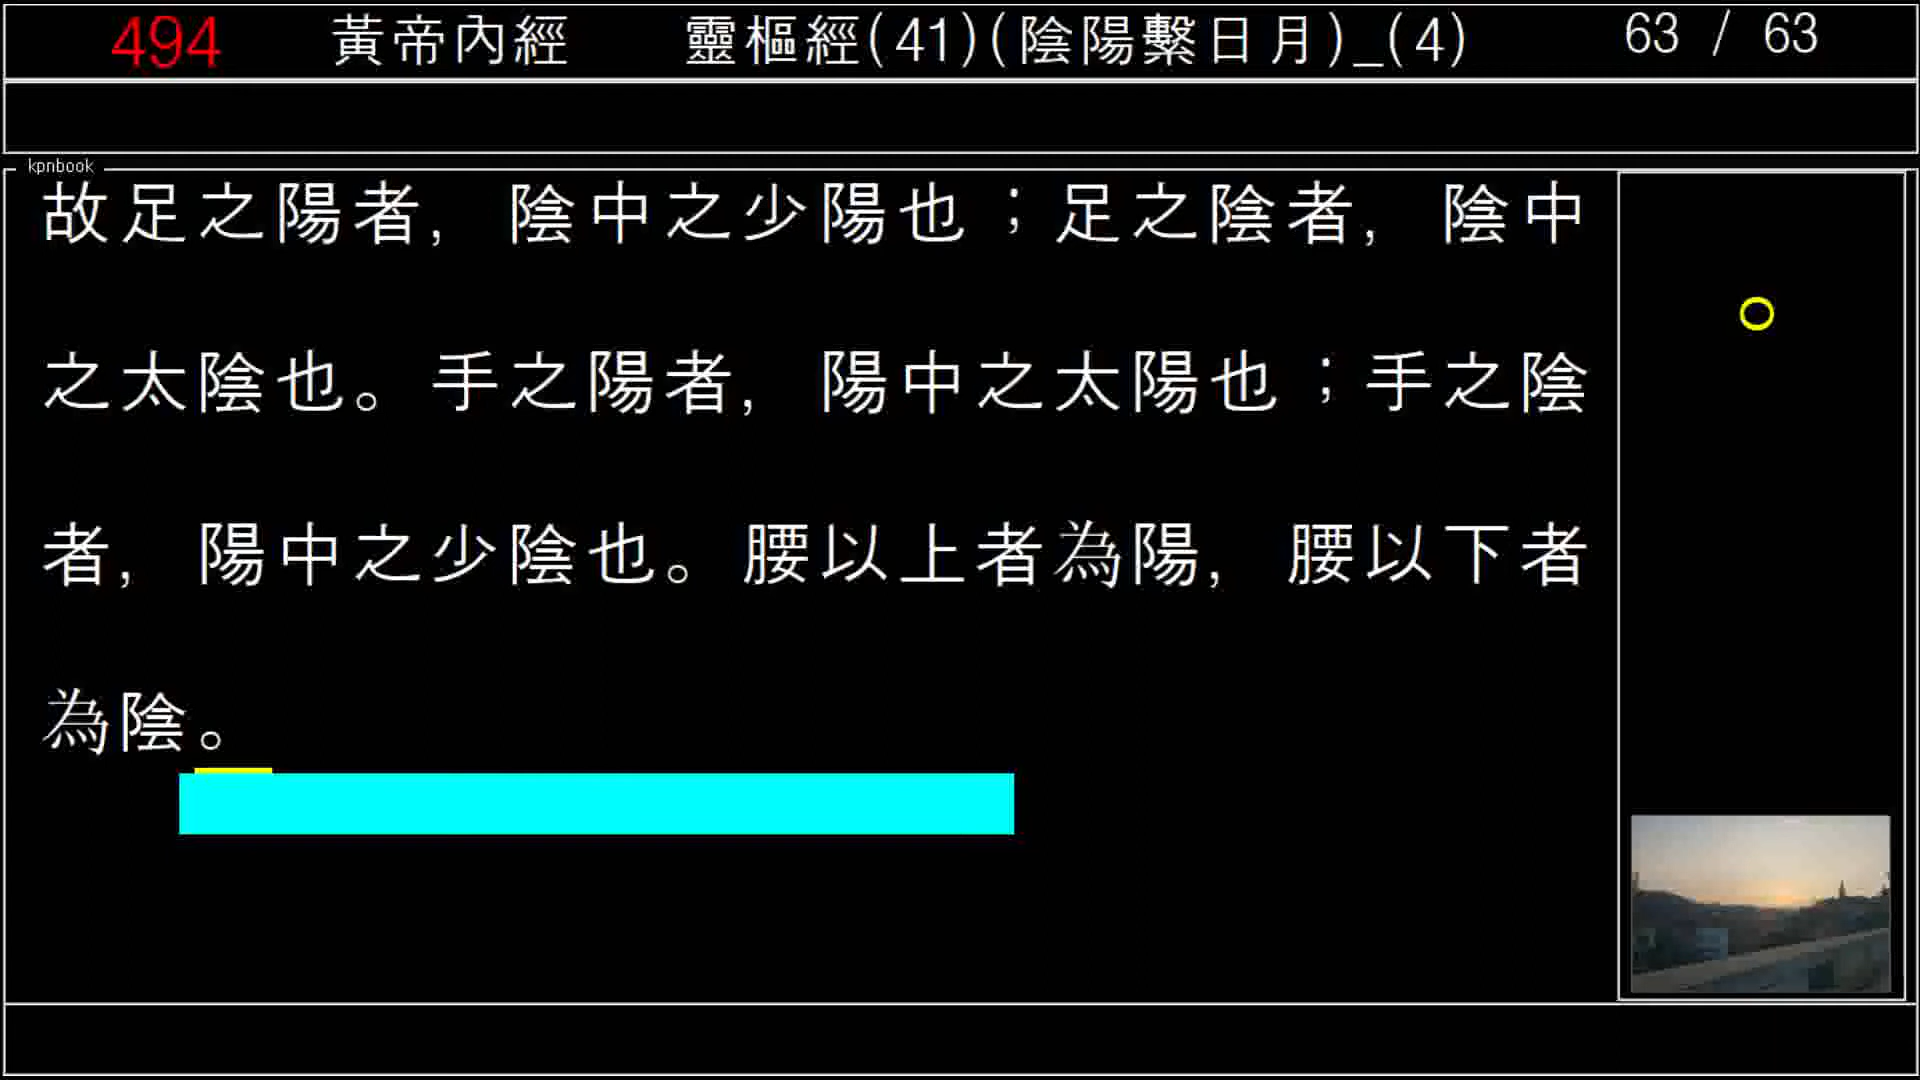 494 黃帝內經 靈樞經(41)(陰陽繫日月)_(4) 63 / 63
kpnbook
故足之陽者, 陰中之少陽也；足之陰者, 陰中
之太陰也。手之陽者, 陽中之太陽也；手之陰
者, 陽中之少陰也。腰以上者為陽, 腰以下者
為陰。